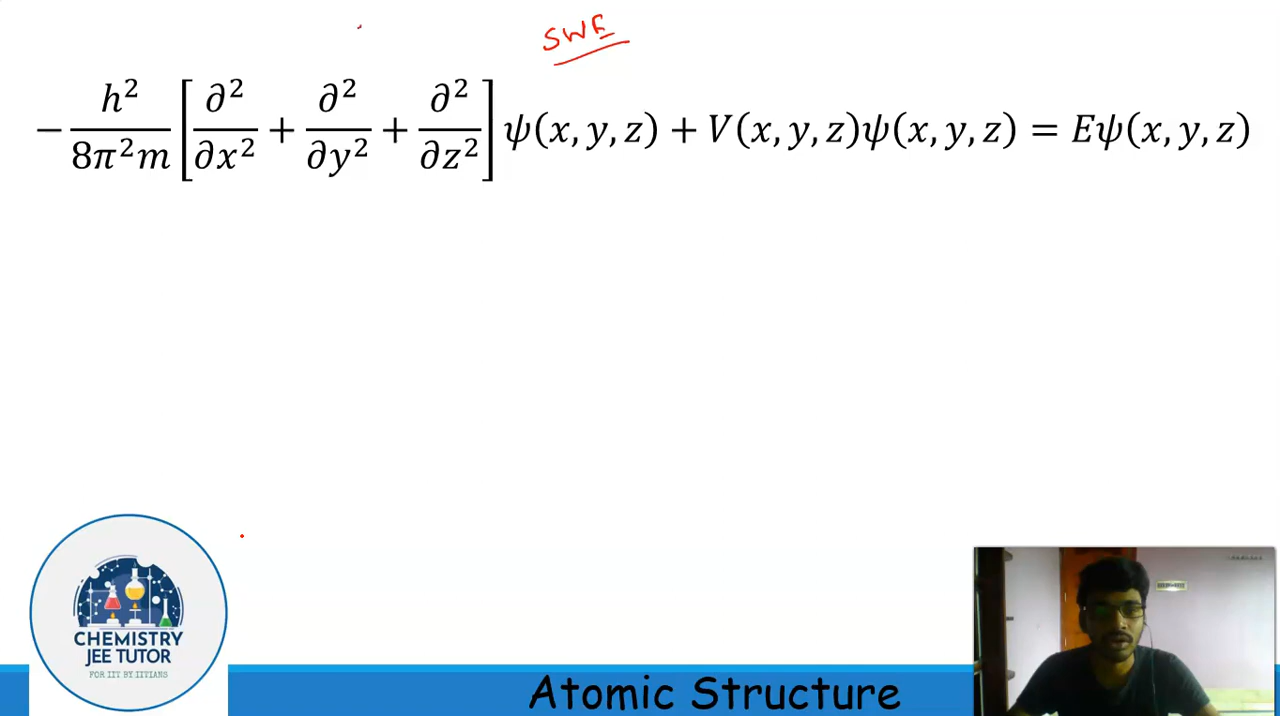 SWE
−h²/8π²m [∂²/∂x² + ∂²/∂y² + ∂²/∂z²] ψ(x, y, z) + V(x, y, z)ψ(x, y, z) = Eψ(x, y, z)
CHEMISTRY
JEE TUTOR
FOR IIT BY IITIANS
Atomic Structure